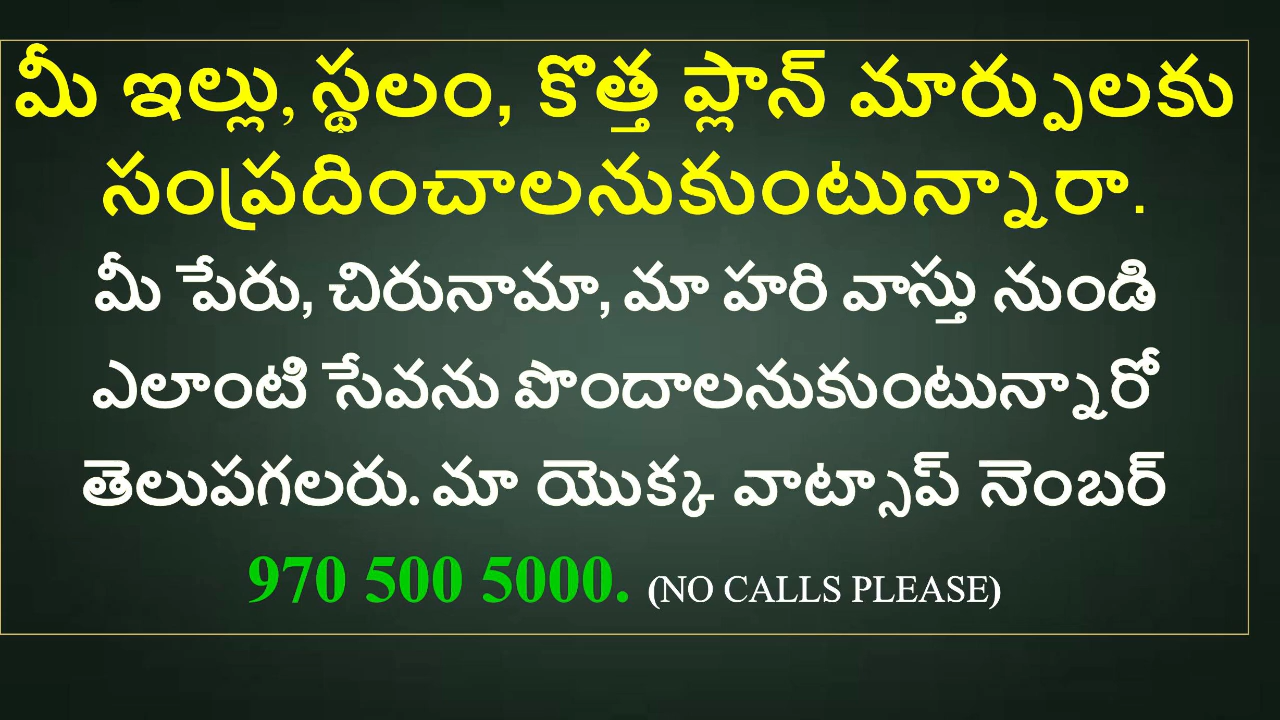 మీ ఇల్లు, స్థలం, కొత్త ప్లాన్ మార్పులకు
సంప్రదించాలనుకుంటున్నారా.
మీ పేరు, చిరునామా, మా హరి వాస్తు నుండి
ఎలాంటి సేవను పొందాలనుకుంటున్నారో
తెలుపగలరు. మా యొక్క వాట్సాప్ నెంబర్
970 500 5000. (NO CALLS PLEASE)